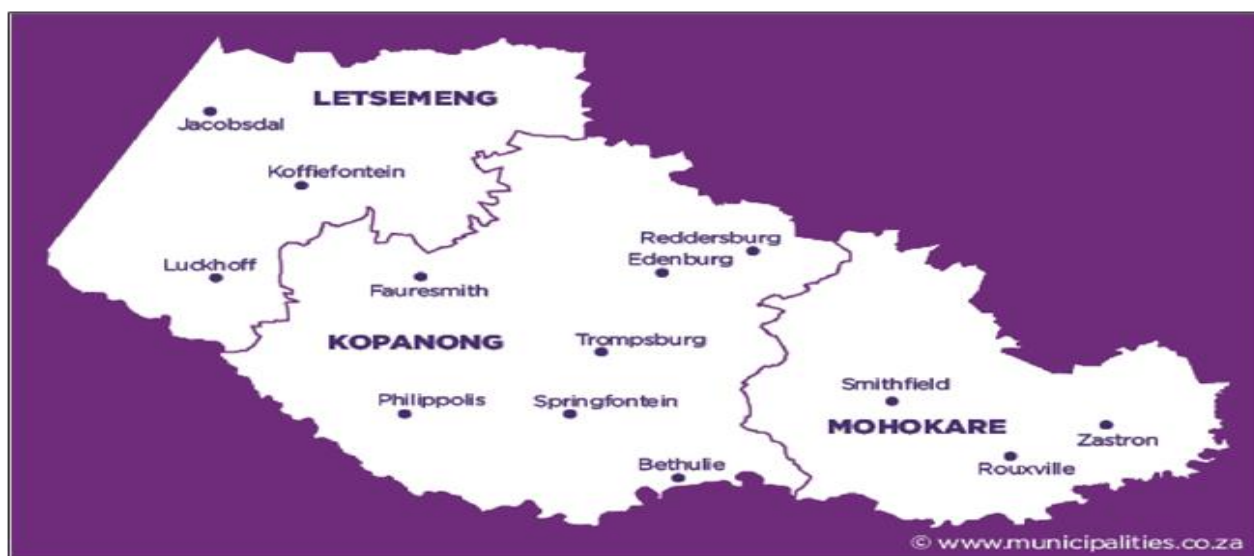 LETSEMENG
Jacobsdal
Koffiefontein
Luckhoff
Reddersburg
Edenburg
Fauresmith
KOPANONG
Trompsburg
Philippolis
Springfontein
Bethulie
Smithfield
MOHOKARE
Zastron
Rouxville
© www.municipalities.co.za